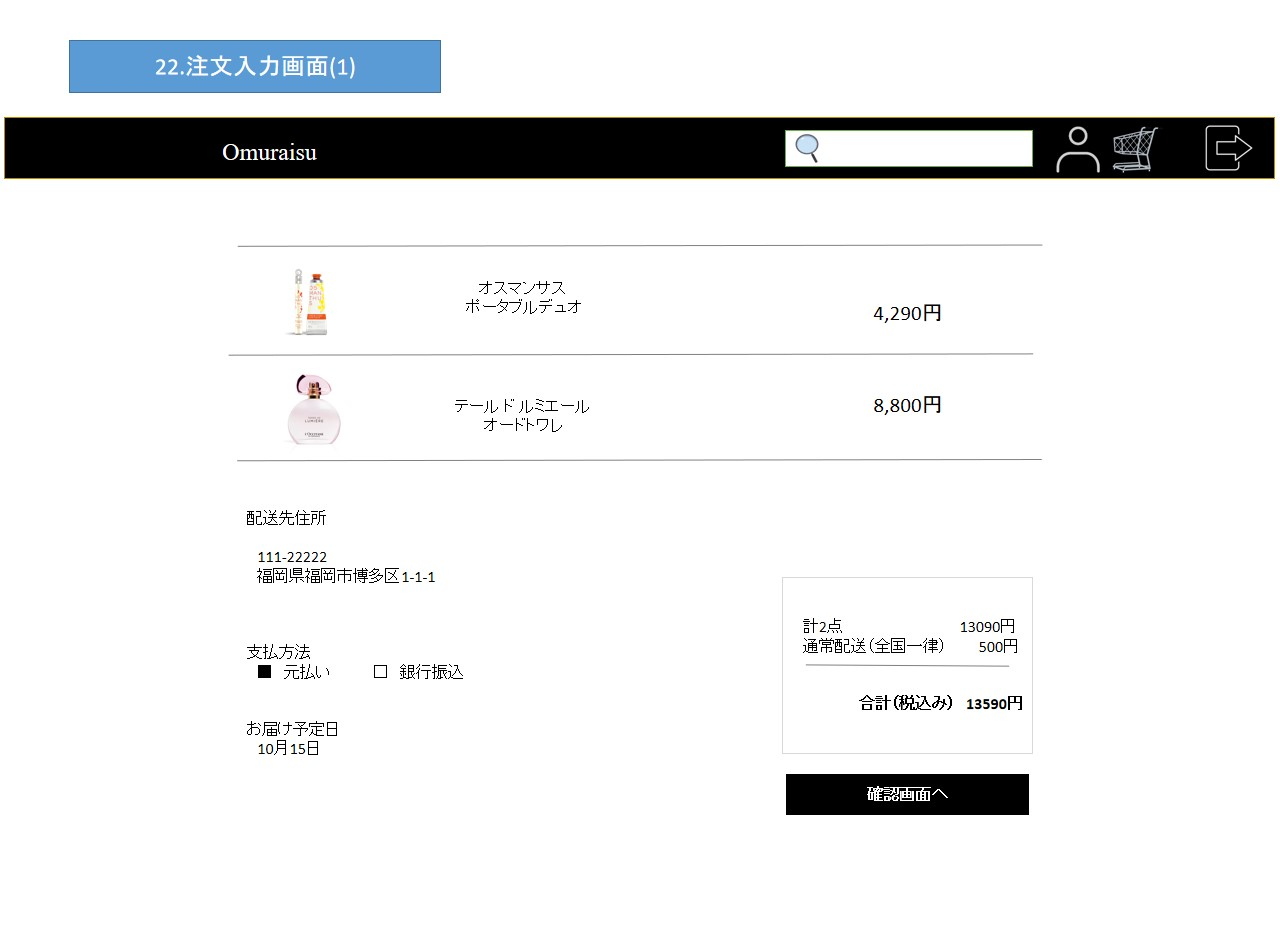 22.注文入力画面(1)
Omuraisu
オスマンサス
ポータブルデュオ
4,290円
テールド ルミエール
オードトワレ
8,800円
配送先住所
111-22222
福岡県福岡市博多区1-1-1
計2点 13090円
通常配送（全国一律） 500円
支払方法
■ 元払い □ 銀行振込
合計（税込み） 13590円
お届け予定日
10月15日
確認画面へ